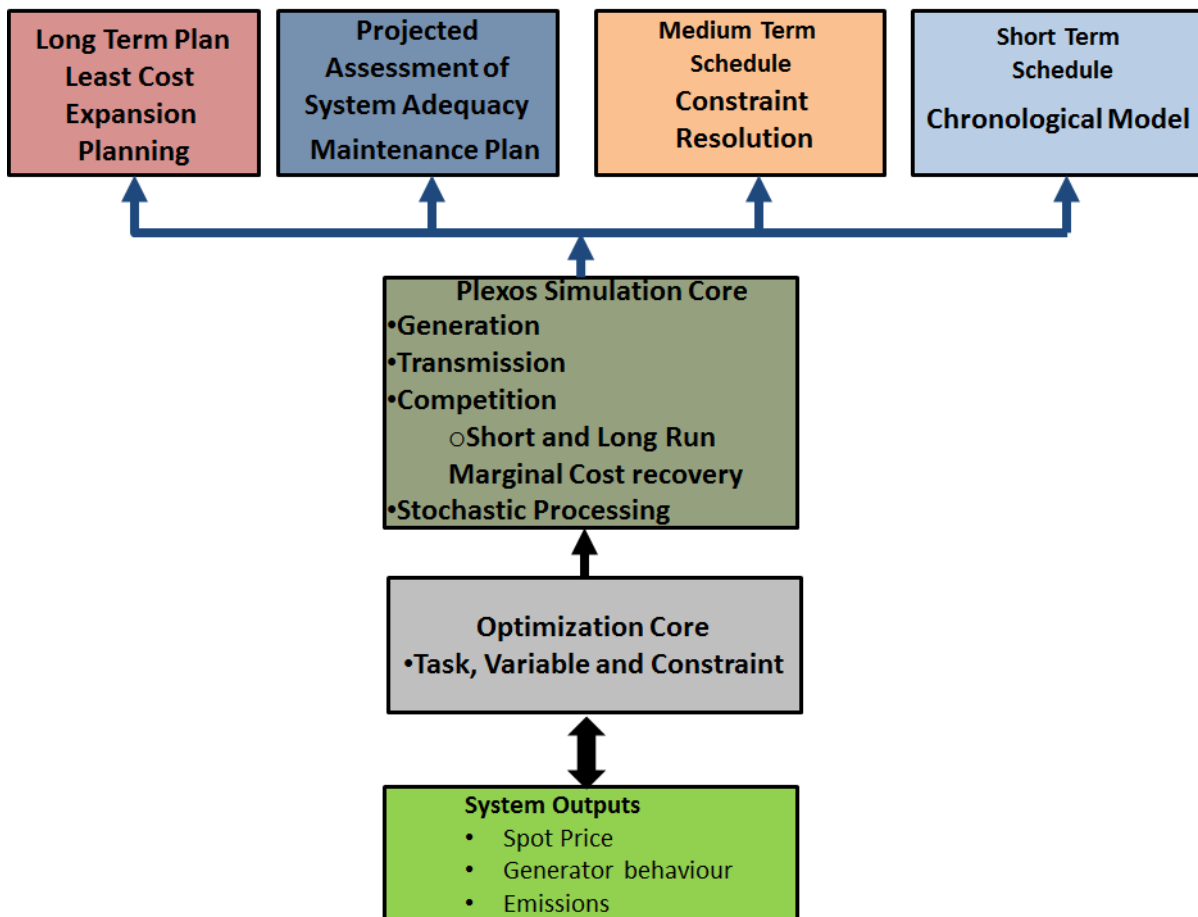 Long Term Plan
Least Cost
Expansion
Planning
Projected
Assessment of
System Adequacy
Maintenance Plan
Medium Term
Schedule
Constraint
Resolution
Short Term
Schedule
Chronological Model
Plexos Simulation Core
•Generation
•Transmission
•Competition
oShort and Long Run
Marginal Cost recovery
•Stochastic Processing
Optimization Core
•Task, Variable and Constraint
System Outputs
• Spot Price
• Generator behaviour
• Emissions